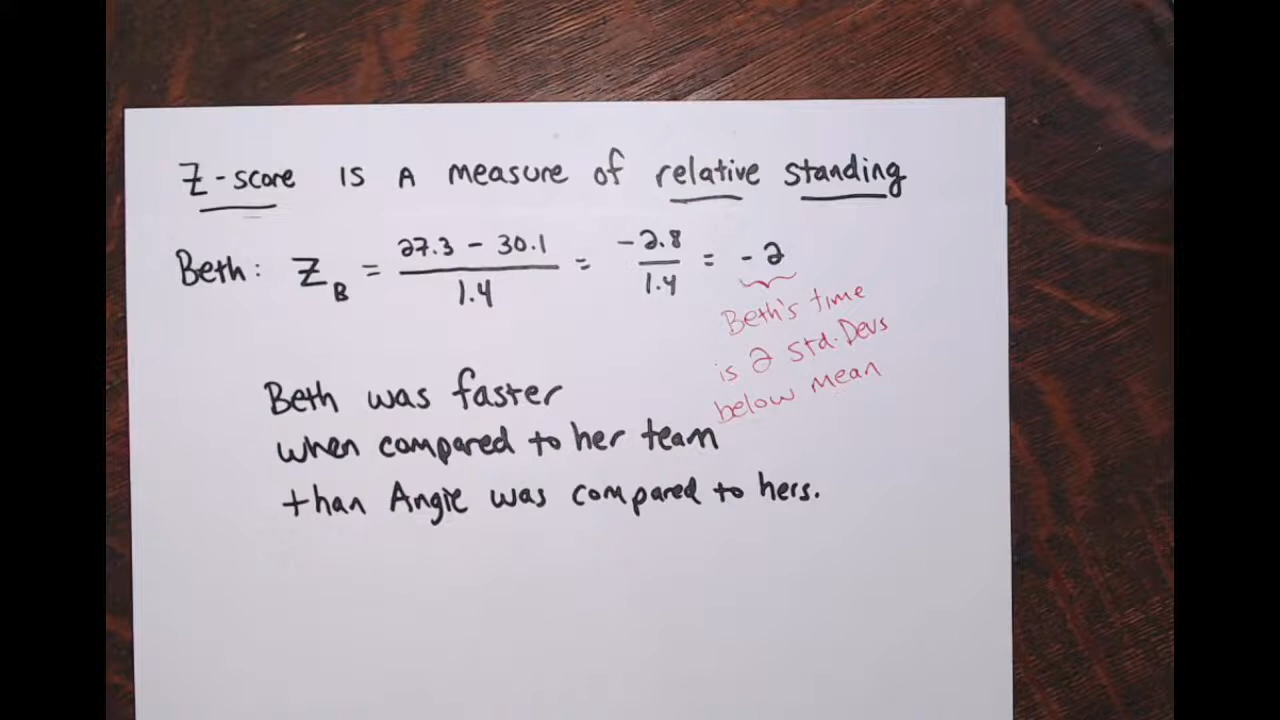 Z-score IS A measure of relative standing
Beth: Z_B = 27.3 - 30.1 / 1.4 = -2.8 / 1.4 = -2
Beth's time
is 2 Std. Devs
below mean
Beth was faster
when compared to her team
than Angie was compared to hers.